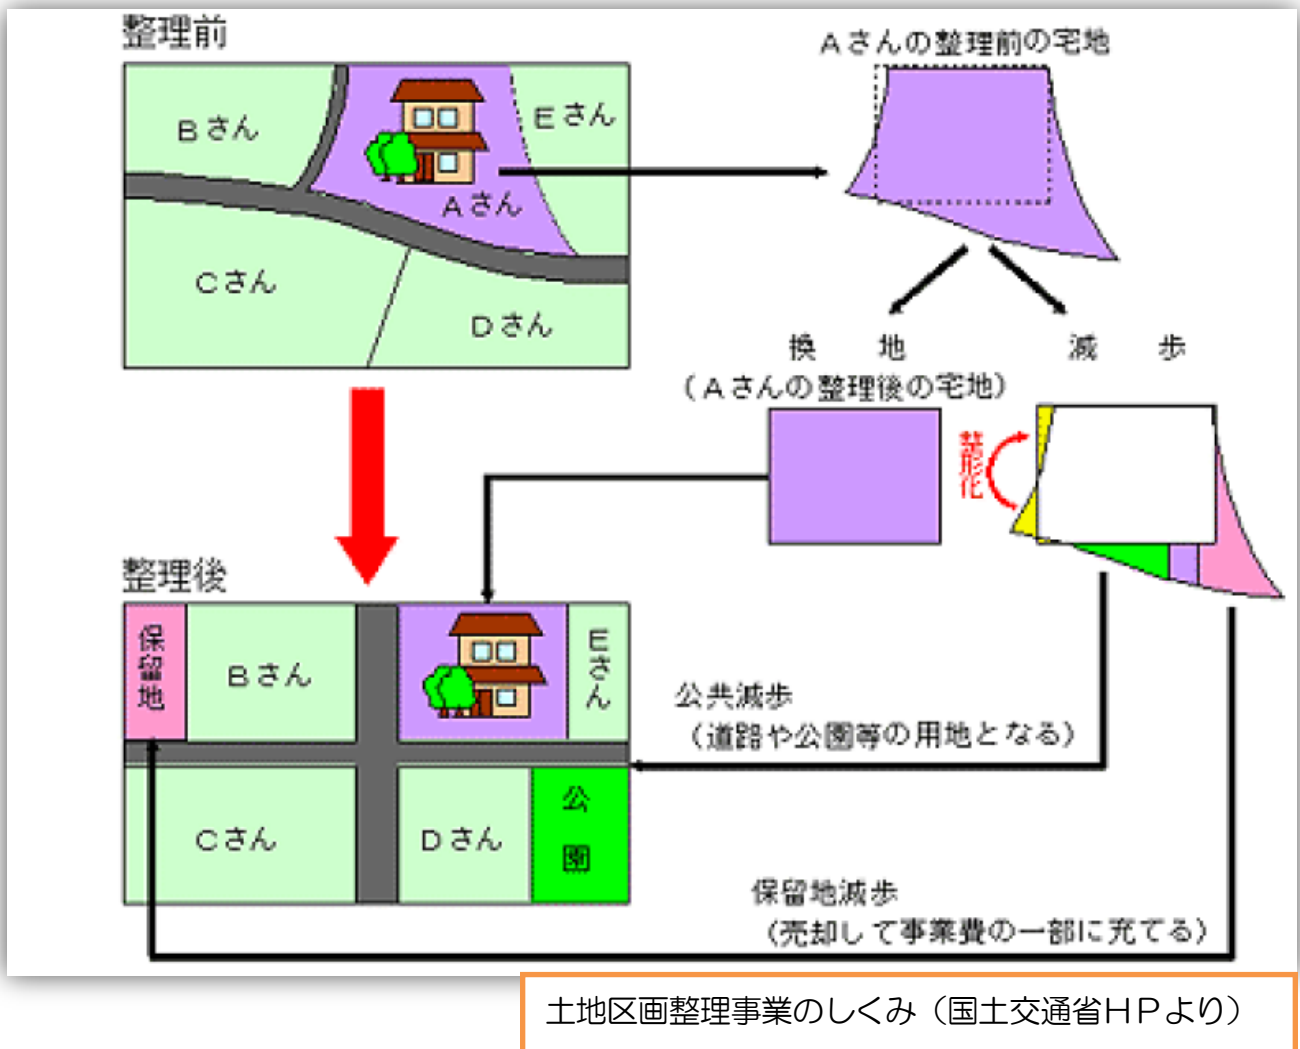 整理前
Ａさんの整理前の宅地
Ｂさん
Ｅさん
Ａさん
Ｃさん
Ｄさん
換　地
（Ａさんの整理後の宅地）
減　歩
整形化
整理後
保留地
Ｂさん
Ｅさん
Ｃさん
Ｄさん
公園
公共減歩
（道路や公園等の用地となる）
保留地減歩
（売却して事業費の一部に充てる）
土地区画整理事業のしくみ（国土交通省ＨＰより）